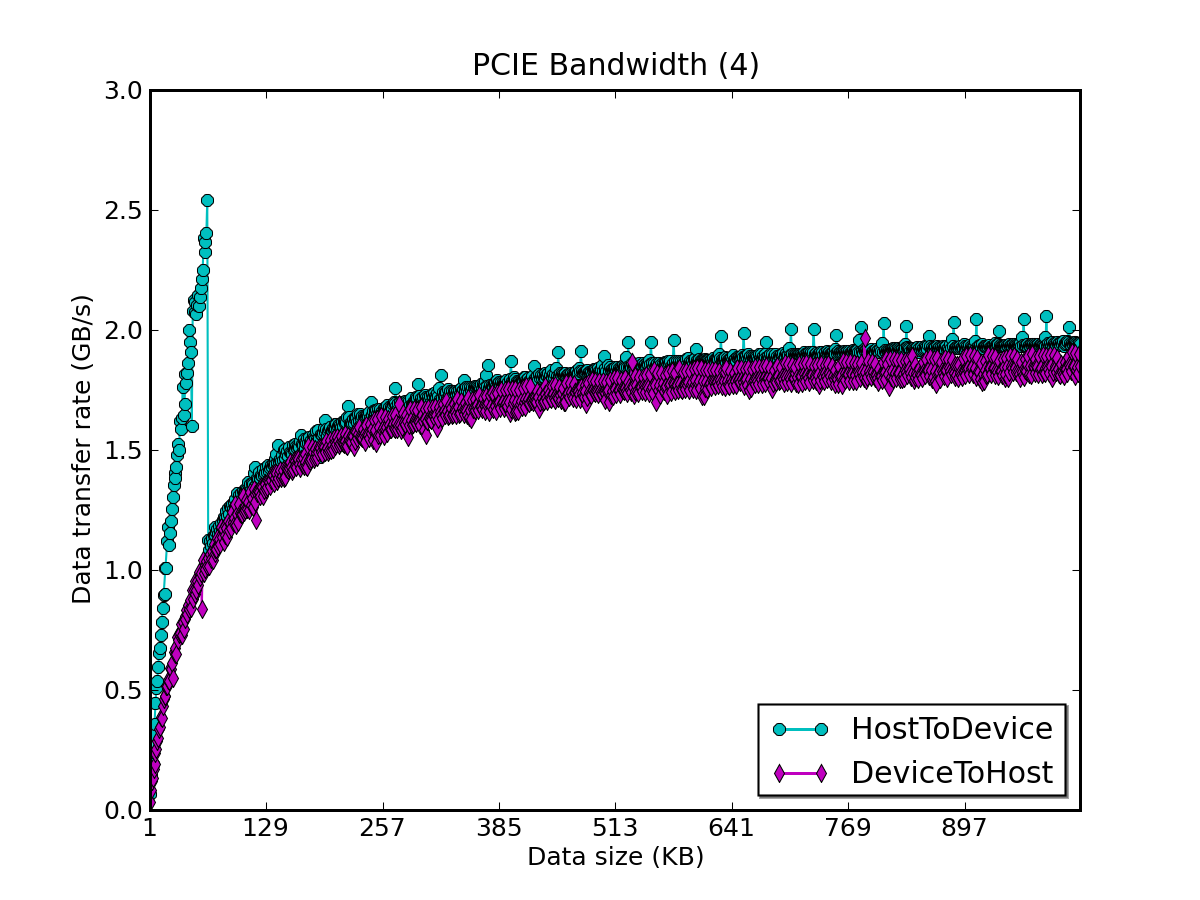 PCIE Bandwidth (4)
3.0
2.5
2.0
1.5
1.0
0.5
0.0
Data transfer rate (GB/s)
1 129 257 385 513 641 769 897
Data size (KB)
HostToDevice
DeviceToHost